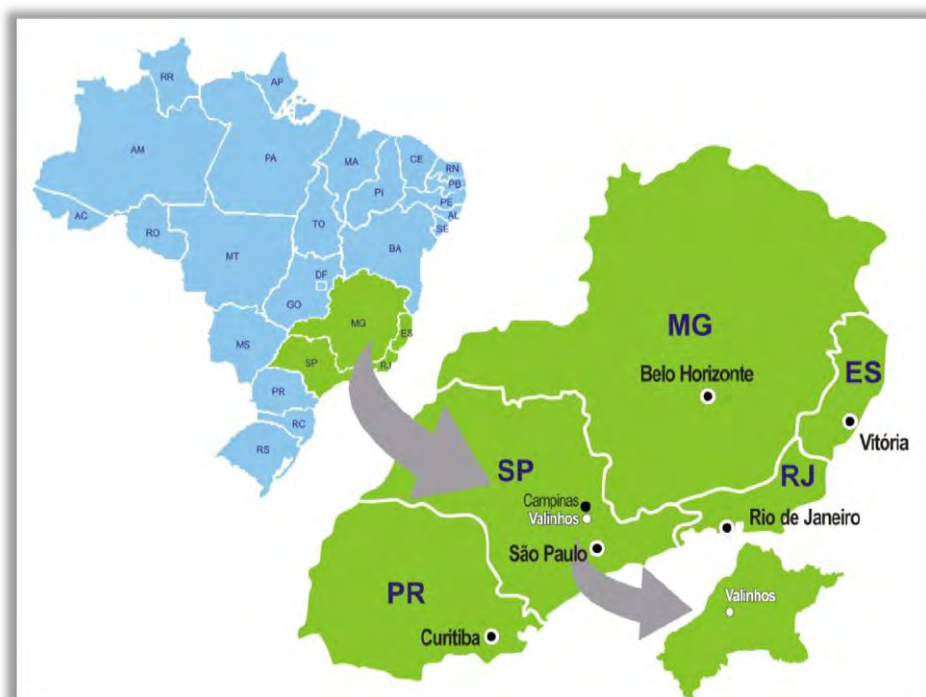 RR
AP
AM
PA
MA
CE
RN
PB
PI
PE
AL
SE
AC
TO
RO
BA
MT
DF
GO
MG
ES
MS
SP
RJ
PR
RC
RS
MG
Belo Horizonte
ES
Vitória
SP
RJ
Campinas
Valinhos
Rio de Janeiro
São Paulo
PR
Curitiba
Valinhos